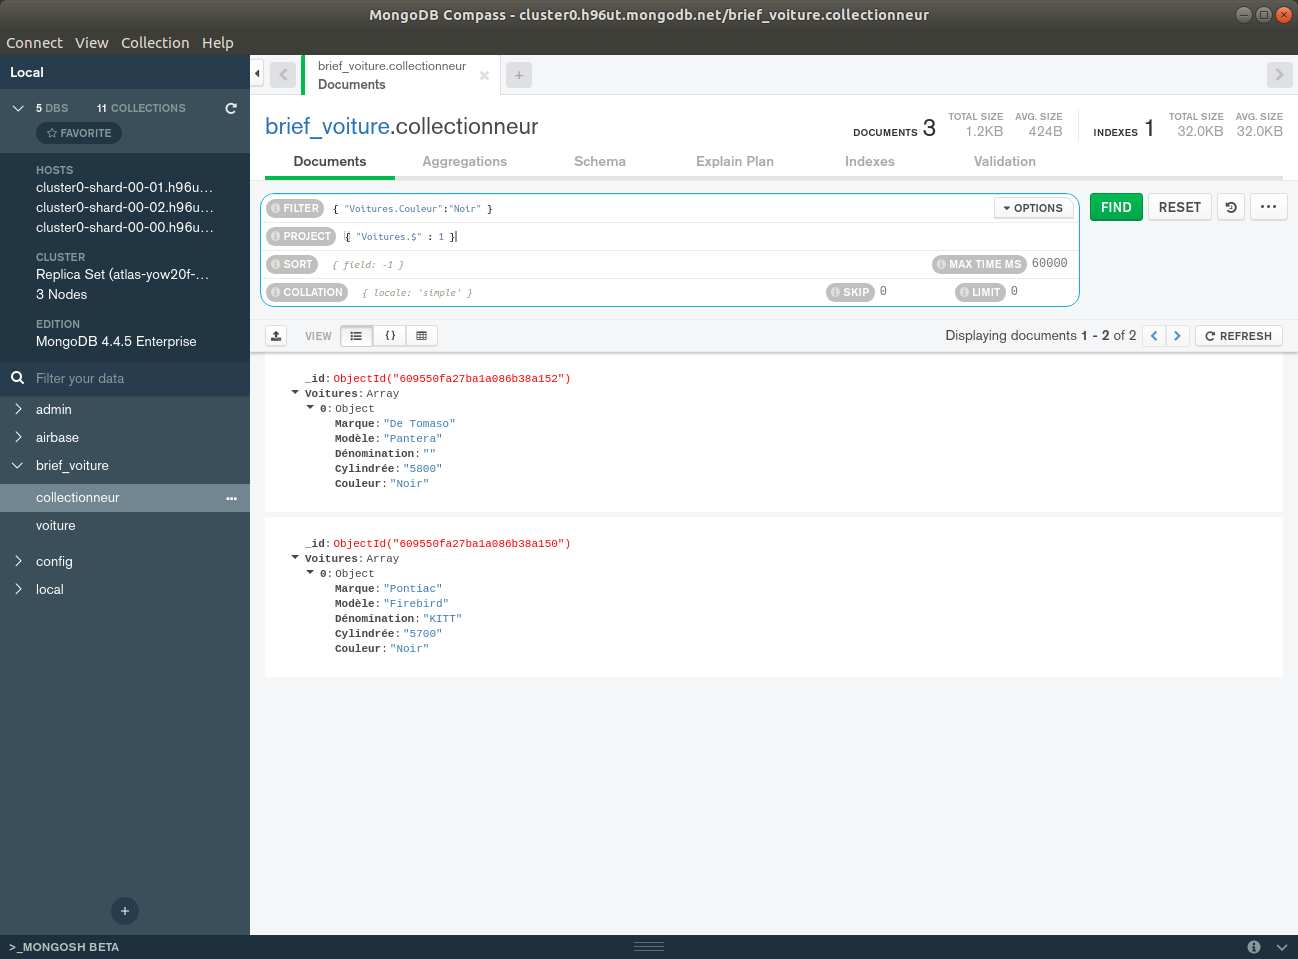 MongoDB Compass - cluster0.h96ut.mongodb.net/brief_voiture.collectionneur
Connect View Collection Help
Local
5 DBS 11 COLLECTIONS
FAVORITE
HOSTS
cluster0-shard-00-01.h96u...
cluster0-shard-00-02.h96u...
cluster0-shard-00-00.h96u...
CLUSTER
Replica Set (atlas-yow20f-...
3 Nodes
EDITION
MongoDB 4.4.5 Enterprise
Filter your data
admin
airbase
brief_voiture
collectionneur
voiture
config
local
>_MONGOSH BETA
brief_voiture.collectionneur
Documents
brief_voiture.collectionneur
DOCUMENTS 3 TOTAL SIZE 1.2KB AVG. SIZE 424B
INDEXES 1 TOTAL SIZE 32.0KB AVG. SIZE 32.0KB
Documents Aggregations Schema Explain Plan Indexes Validation
FILTER { "Voitures.Couleur":"Noir" } OPTIONS FIND RESET
PROJECT { "Voitures.$" : 1 }
SORT { field: -1 } MAX TIME MS 60000
COLLATION { locale: 'simple' } SKIP 0 LIMIT 0
VIEW {} Displaying documents 1 - 2 of 2 REFRESH
_id: ObjectId("609550fa27ba1a086b38a152")
Voitures: Array
0: Object
Marque: "De Tomaso"
Modèle: "Pantera"
Dénomination: ""
Cylindrée: "5800"
Couleur: "Noir"
_id: ObjectId("609550fa27ba1a086b38a150")
Voitures: Array
0: Object
Marque: "Pontiac"
Modèle: "Firebird"
Dénomination: "KITT"
Cylindrée: "5700"
Couleur: "Noir"